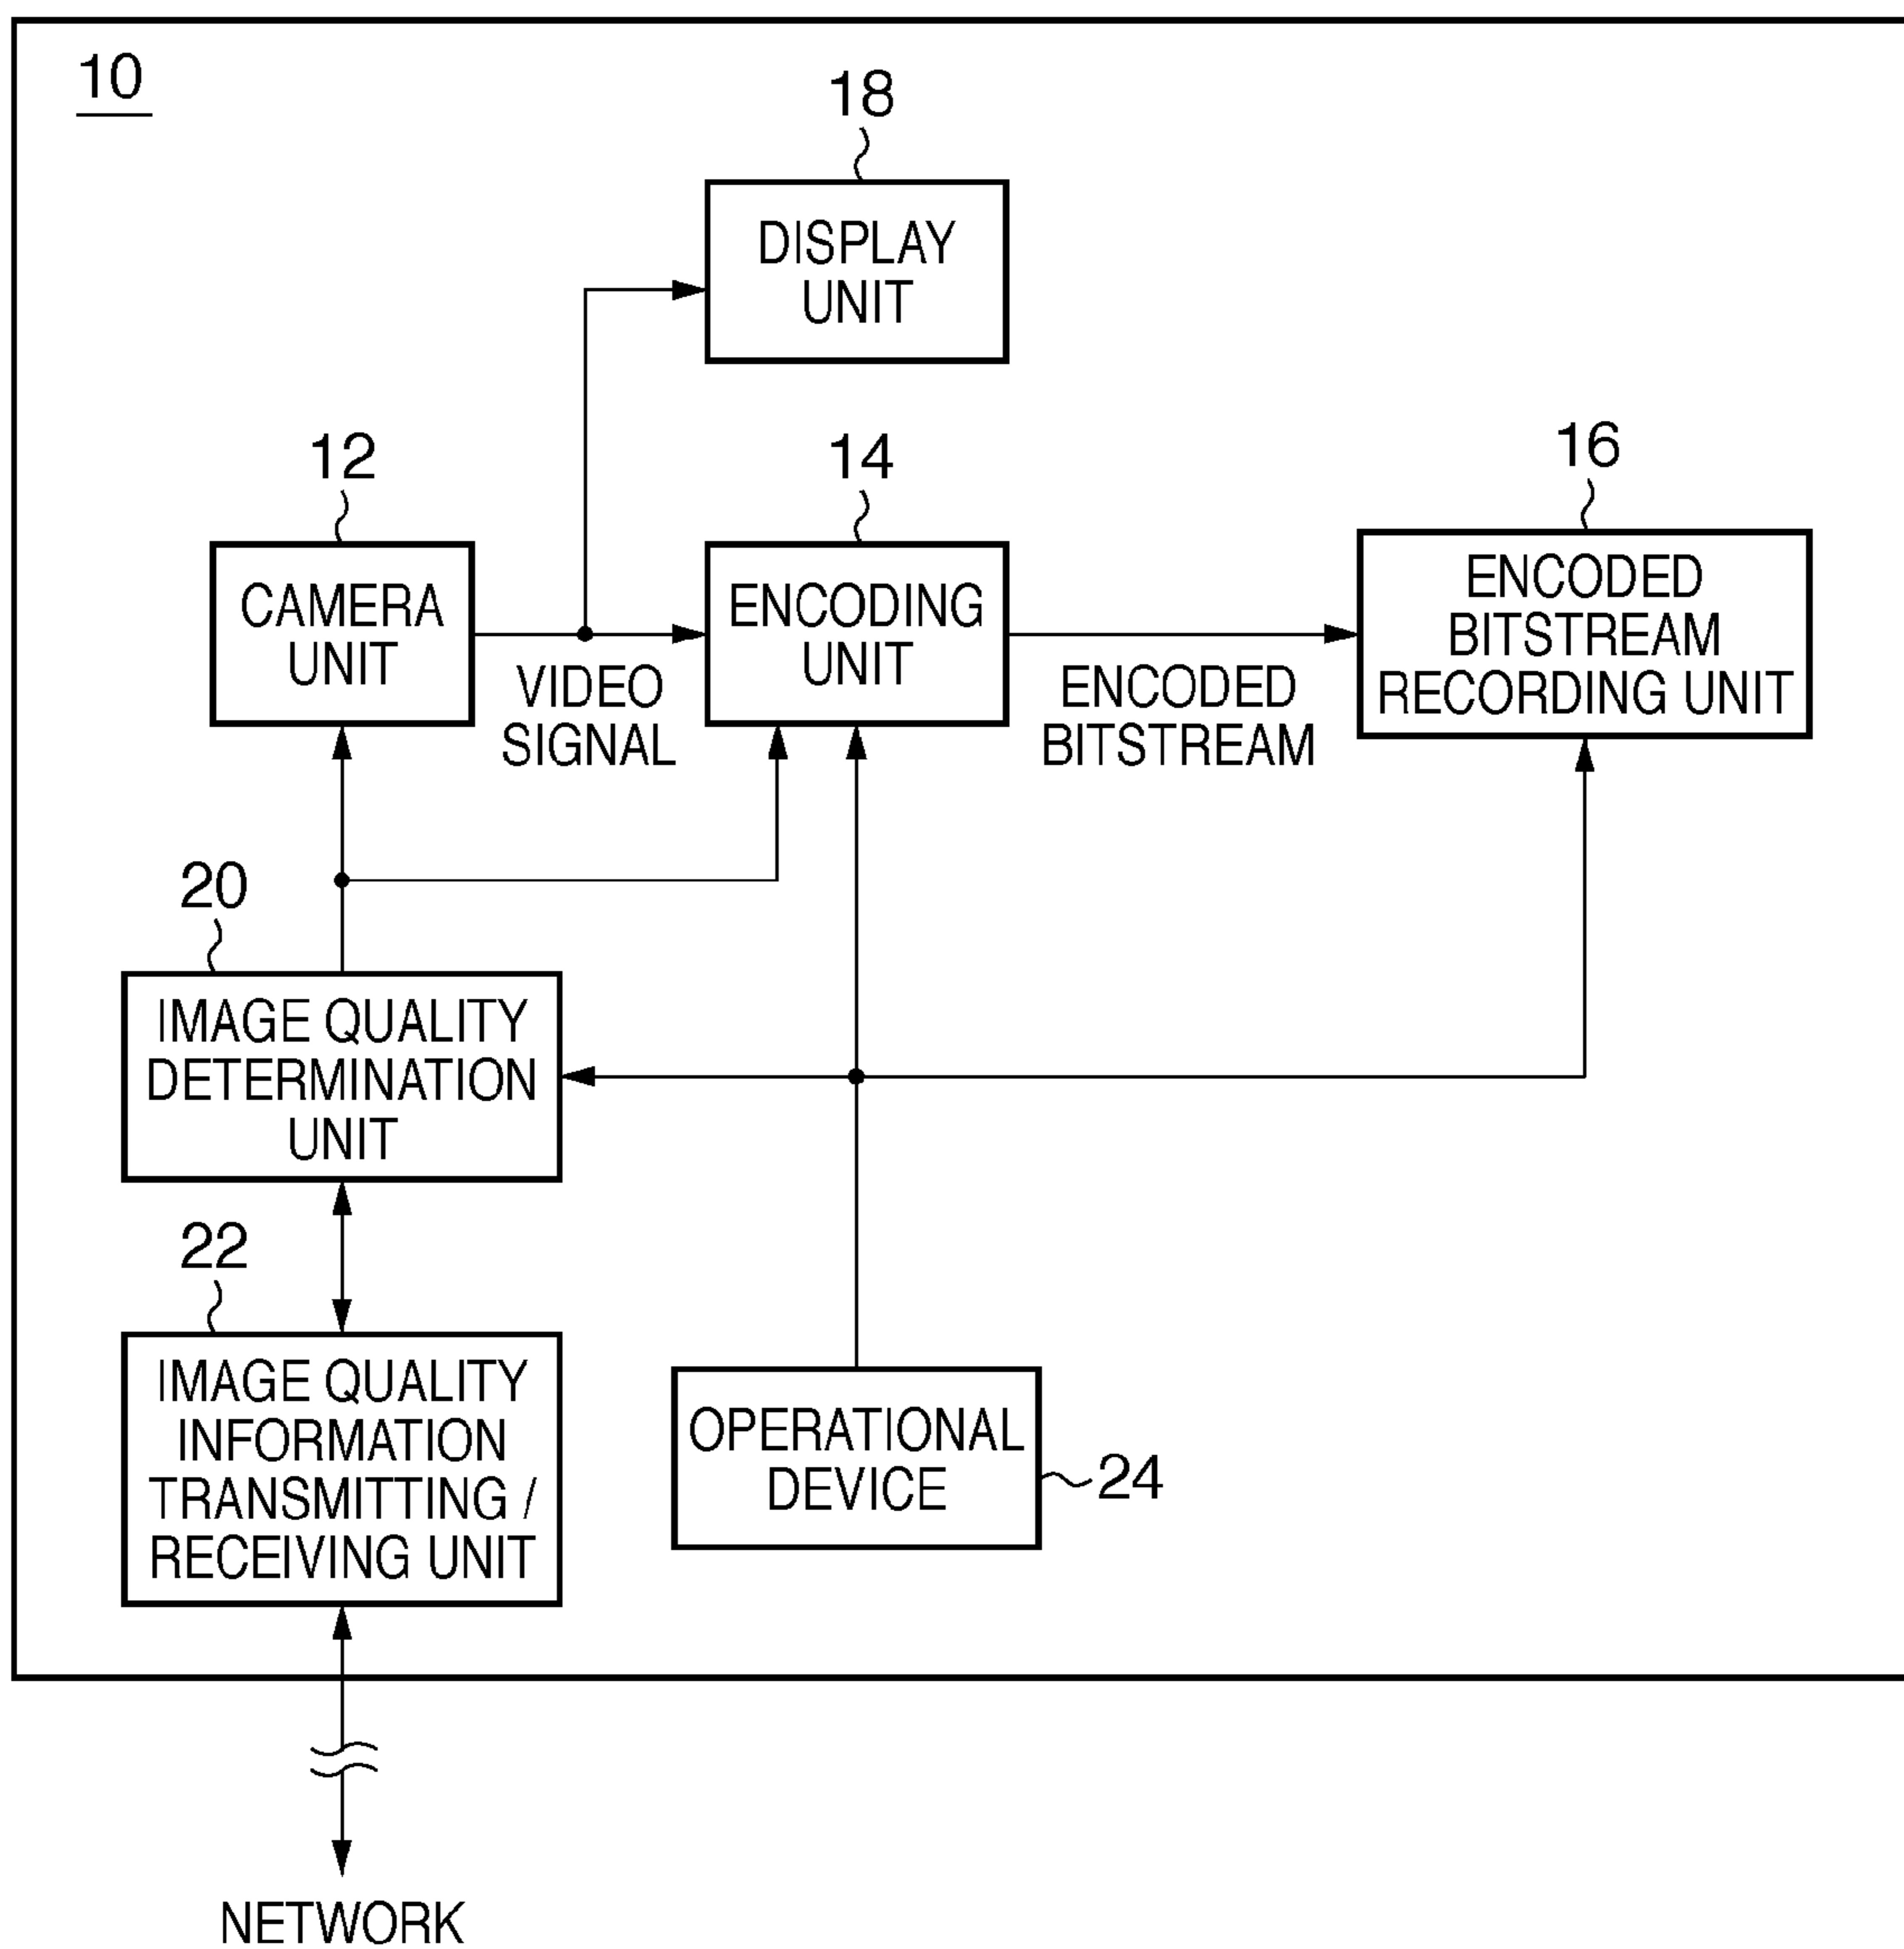 10
18
DISPLAY
UNIT
12
14
16
CAMERA
UNIT
ENCODING
UNIT
ENCODED
BITSTREAM
RECORDING UNIT
VIDEO
SIGNAL
ENCODED
BITSTREAM
20
IMAGE QUALITY
DETERMINATION
UNIT
22
IMAGE QUALITY
INFORMATION
TRANSMITTING /
RECEIVING UNIT
OPERATIONAL
DEVICE
24
NETWORK